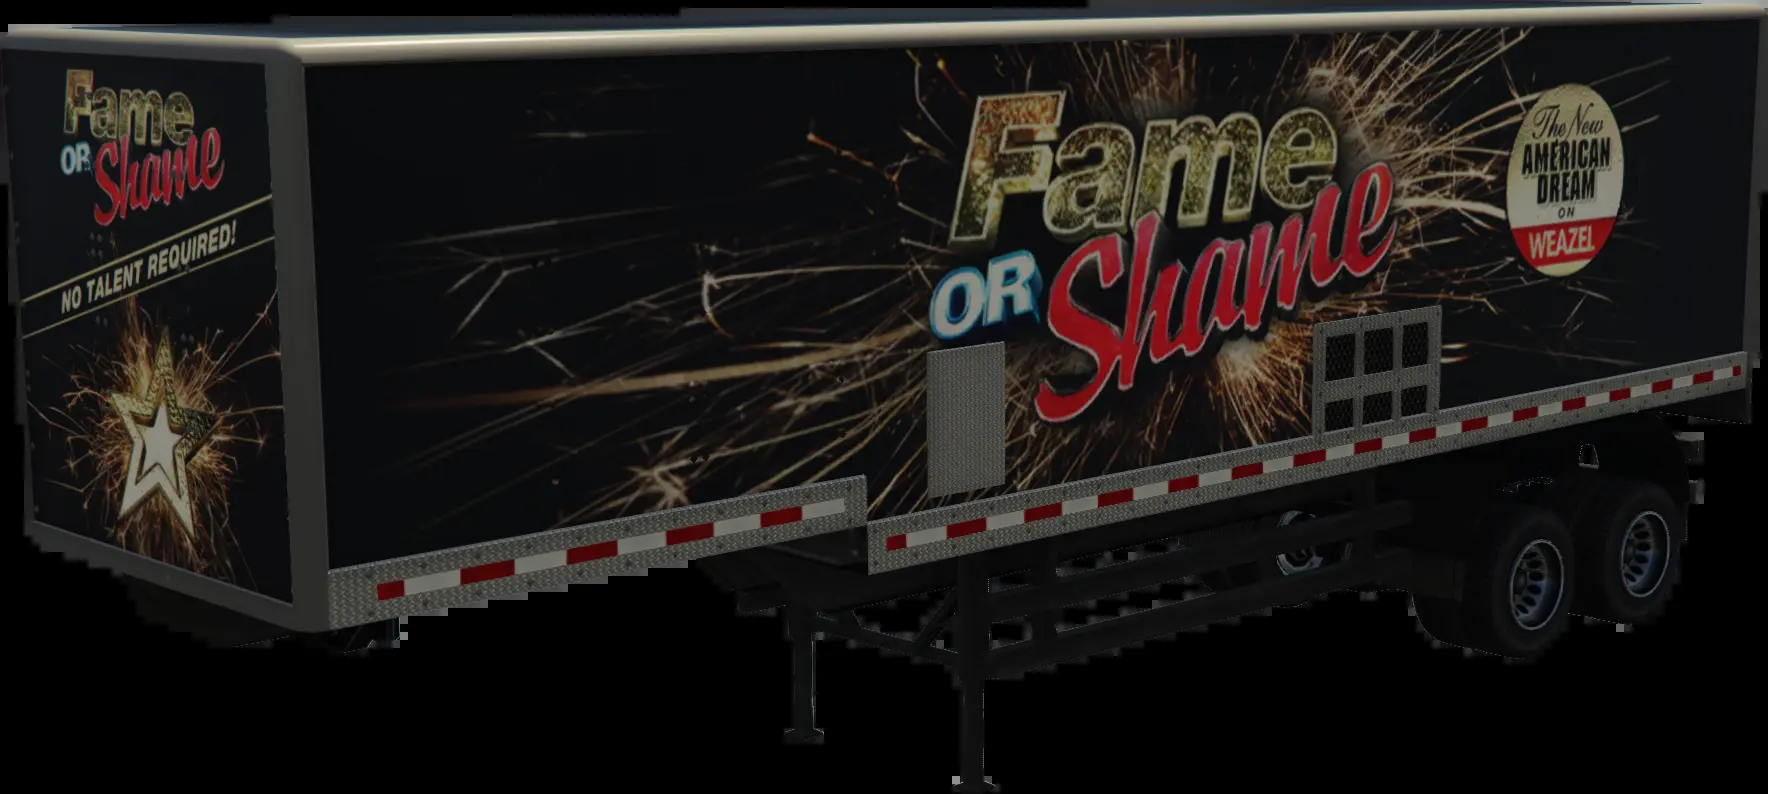 Fame
OR Shame
NO TALENT REQUIRED!
Fame
OR Shame
The New
AMERICAN
DREAM
ON
WEAZEL